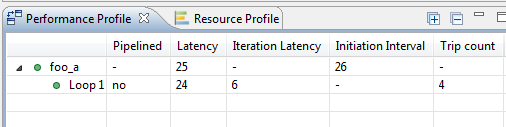 Performance Profile Resource Profile
Pipelined Latency Iteration Latency Initiation Interval Trip count
foo_a - 25 - 26 -
Loop 1 no 24 6 - 4